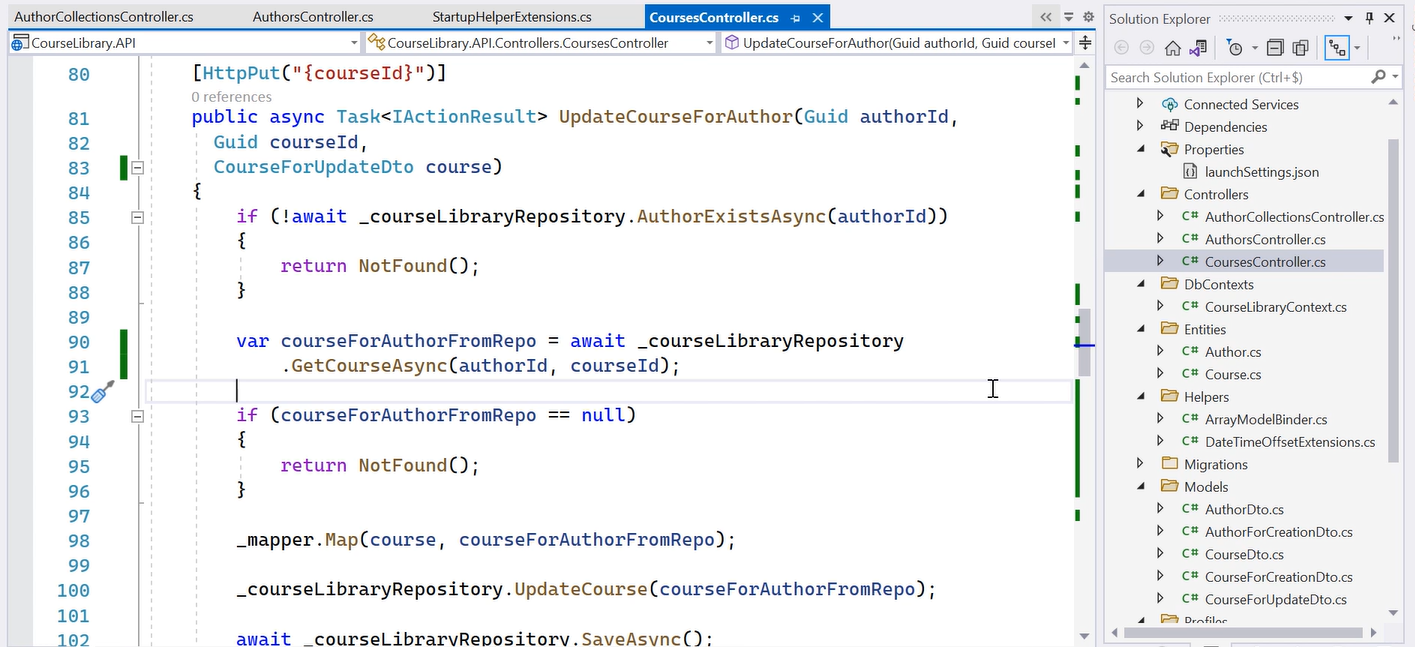 AuthorCollectionsController.cs AuthorsController.cs StartupHelperExtensions.cs CoursesController.cs
CourseLibrary.API CourseLibrary.API.Controllers.CoursesController UpdateCourseForAuthor(Guid authorId, Guid courseI
80 [HttpPut("{courseId}")]
0 references
81 public async Task<IActionResult> UpdateCourseForAuthor(Guid authorId,
82 Guid courseId,
83 CourseForUpdateDto course)
84 {
85 if (!await _courseLibraryRepository.AuthorExistsAsync(authorId))
86 {
87 return NotFound();
88 }
89
90 var courseForAuthorFromRepo = await _courseLibraryRepository
91 .GetCourseAsync(authorId, courseId);
92
93 if (courseForAuthorFromRepo == null)
94 {
95 return NotFound();
96 }
97
98 _mapper.Map(course, courseForAuthorFromRepo);
99
100 _courseLibraryRepository.UpdateCourse(courseForAuthorFromRepo);
101
102 await _courseLibraryRepository.SaveAsync();
Solution Explorer
Search Solution Explorer (Ctrl+$)
Connected Services
Dependencies
Properties
launchSettings.json
Controllers
C# AuthorCollectionsController.cs
C# AuthorsController.cs
C# CoursesController.cs
DbContexts
C# CourseLibraryContext.cs
Entities
C# Author.cs
C# Course.cs
Helpers
C# ArrayModelBinder.cs
C# DateTimeOffsetExtensions.cs
Migrations
Models
C# AuthorDto.cs
C# AuthorForCreationDto.cs
C# CourseDto.cs
C# CourseForCreationDto.cs
C# CourseForUpdateDto.cs
Profiles